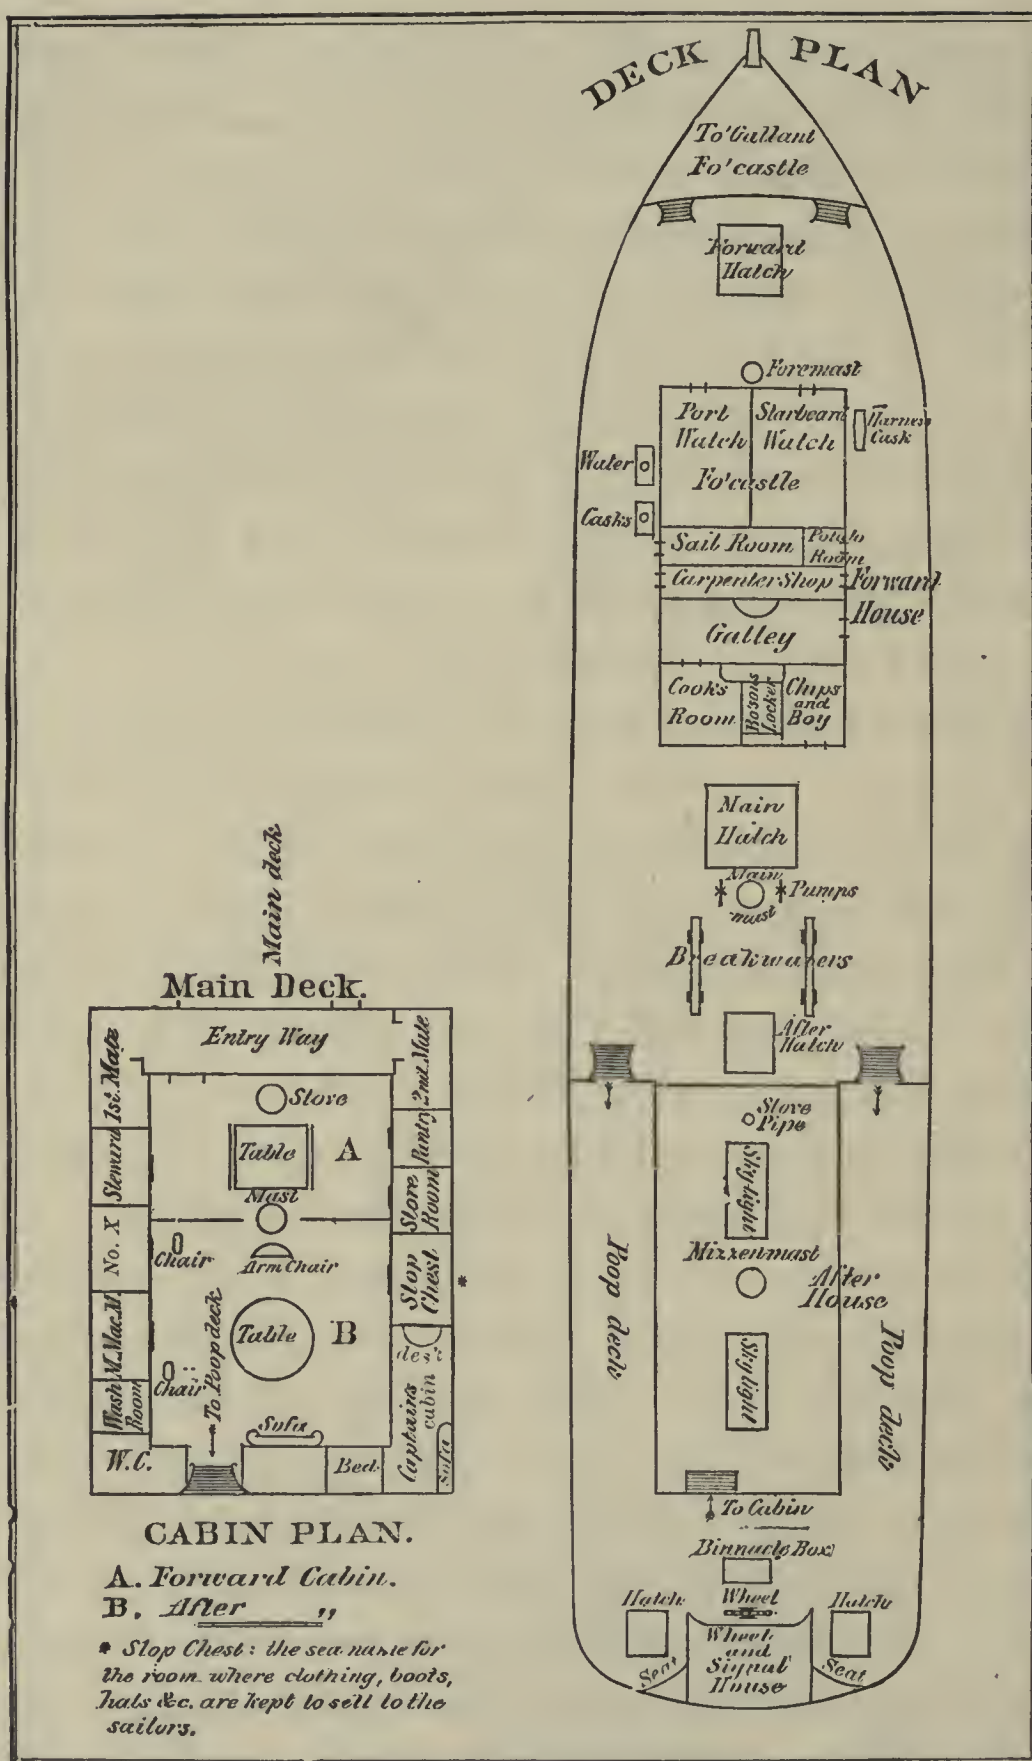 DECK PLAN
To'Gallant
Fo'castle
Forward
Hatch
Foremast
Port
Watch
Starboard
Watch
Fo'castle
Harness
Cask
Water
Casks
Sail Room
Potato
Room
Carpenter Shop
Forward
House
Galley
Cook's
Room
Bo'sons
Locker
Chips
and
Boy
Main
Hatch
Main
mast
Pumps
Breakwaters
After
Hatch
Stove
Pipe
Skylight
Mizzenmast
After
House
Skylight
Poop deck
Poop deck
To Cabin
Binnacle Box
Hatch
Wheel
Hatch
Wheel
and
Signal
House
Seat
Seat
Main deck
Main Deck.
Entry Way
1st. Mate
2nd. Mate
Stove
Table
A
Mast
Steward
Pantry
Store
Room
No. X
Chair
Arm Chair
Slop
Chest
*
M. MacM.
Table
B
desk
Chair
To Poop deck
Wash
Room
Sofa
Captains
cabin
Sofa
W.C.
Bed
CABIN PLAN.
A. Forward Cabin.
B. After „
* Slop Chest: the sea name for
the room where clothing, boots,
hats &c. are kept to sell to the
sailors.